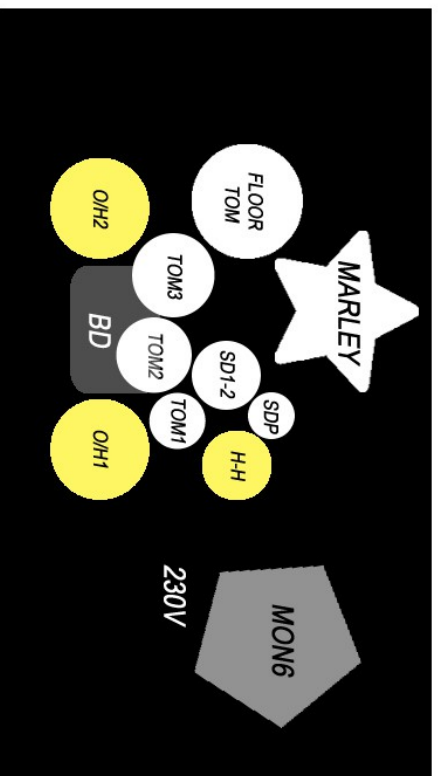 MARLEY
FLOOR
TOM
SDP
SD1-2
H-H
TOM3
TOM2
TOM1
O/H2
BD
O/H1
MON6
230V